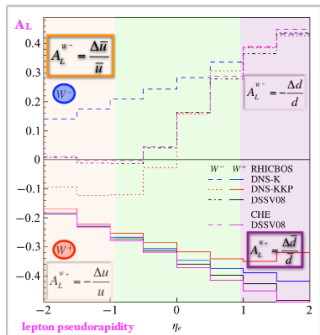 A_L
0.4
0.3
0.2
0.1
0
-0.1
-0.2
-0.3
-0.4
A_L^{W-} = Δū / ū
W-
A_L^{W-} = - Δd / d
W- W+ RHICBOS
DNS-K
DNS-KKP
DSSV08
CHE
DSSV08
W+
A_L^{W+} = - Δu / u
A_L^{W+} = Δd̄ / d̄
-2 -1 0 1 2
lepton pseudorapidity η_e